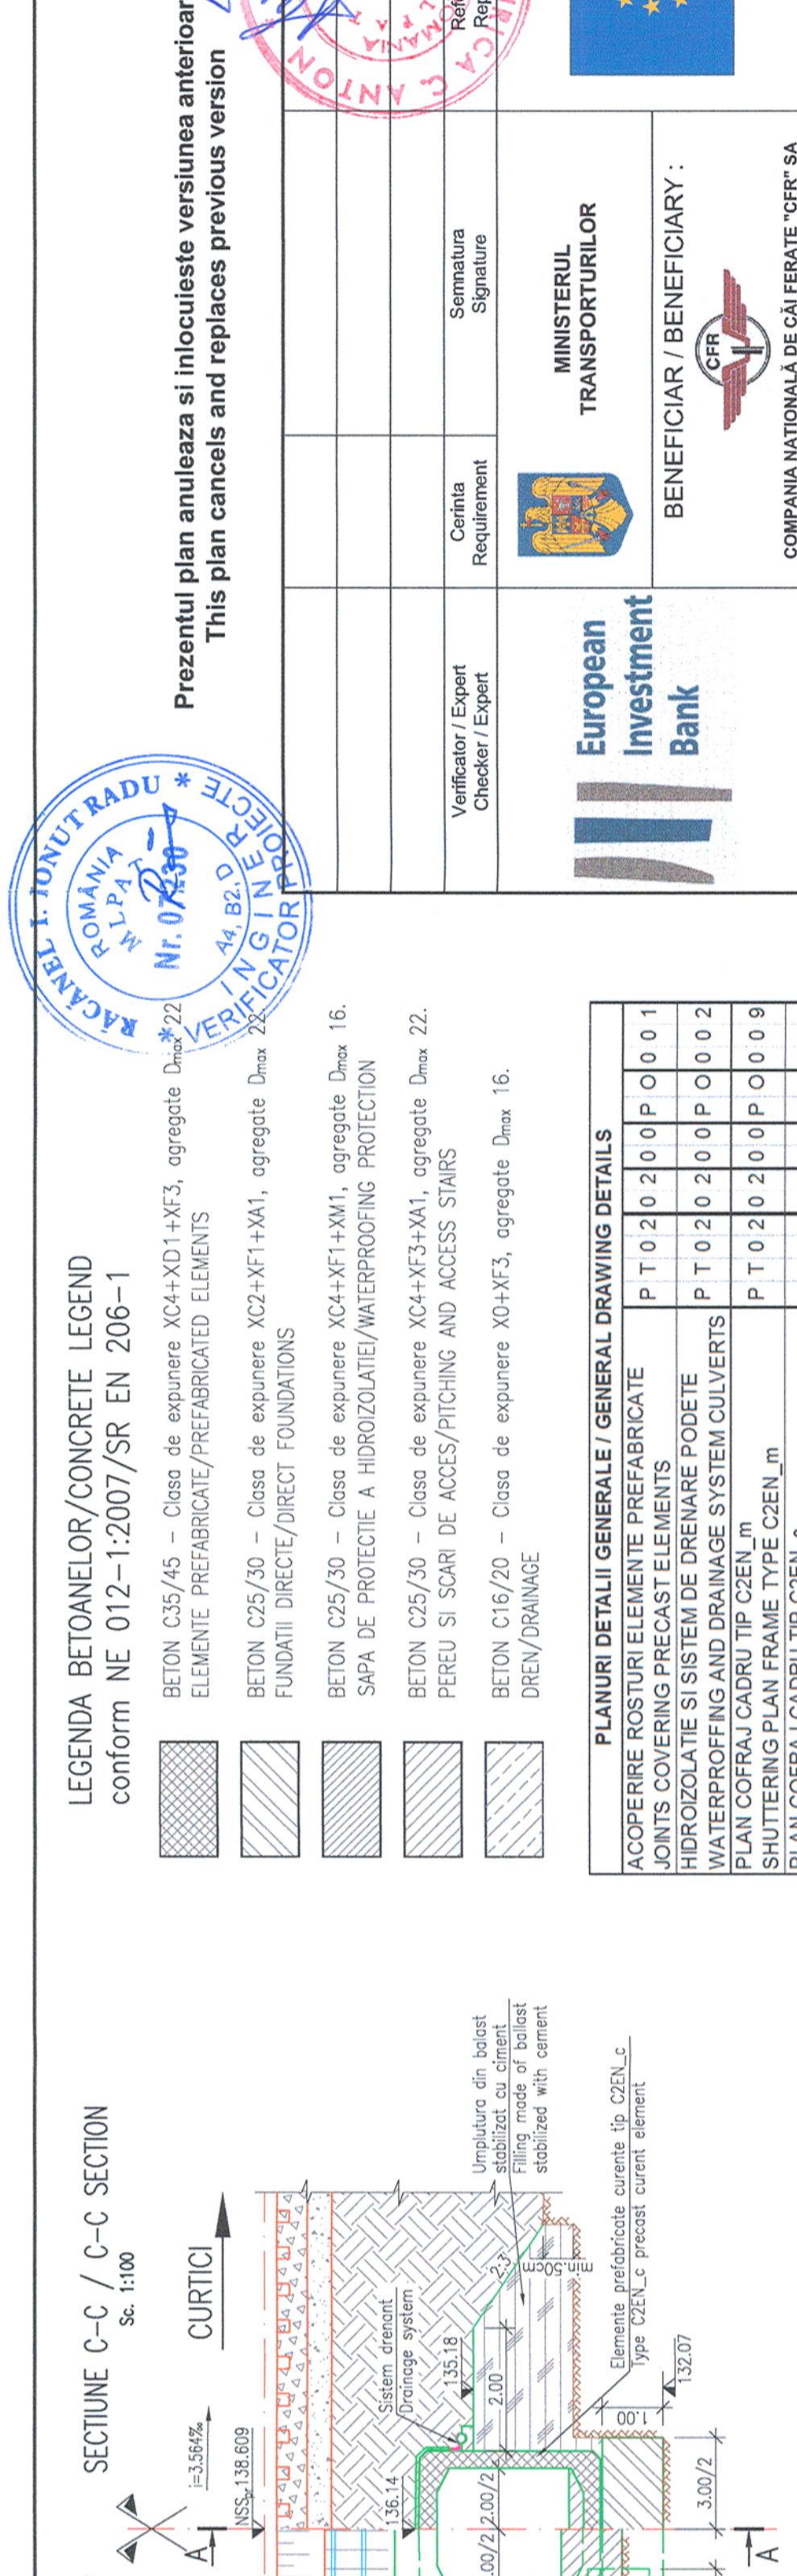 Prezentul plan anuleaza si inlocuieste versiunea anterioar
This plan cancels and replaces previous version
RĂCĂNEL I. IONUT RADU
ROMÂNIA
MLPAT
A4, B2, D
INGINER
* VERIFICATOR PROIECTE *
ANTON
ROMANIA
Verificator / Expert
Checker / Expert
Cerinta
Requirement
Semnatura
Signature
European
Investment
Bank
MINISTERUL
TRANSPORTURILOR
BENEFICIAR / BENEFICIARY :
CFR
COMPANIA NAȚIONALĂ DE CĂI FERATE "CFR" SA
LEGENDA BETOANELOR/CONCRETE LEGEND
conform NE 012-1:2007/SR EN 206-1
BETON C35/45 - Clasa de expunere XC4+XD1+XF3, agregate Dmax 22
ELEMENTE PREFABRICATE/PREFABRICATED ELEMENTS
BETON C25/30 - Clasa de expunere XC2+XF1+XA1, agregate Dmax 22.
FUNDATII DIRECTE/DIRECT FOUNDATIONS
BETON C25/30 - Clasa de expunere XC4+XF1+XM1, agregate Dmax 16.
SAPA DE PROTECTIE A HIDROIZOLATIEI/WATERPROOFING PROTECTION
BETON C25/30 - Clasa de expunere XC4+XF3+XA1, agregate Dmax 22.
PEREU SI SCARI DE ACCES/PITCHING AND ACCESS STAIRS
BETON C16/20 - Clasa de expunere X0+XF3, agregate Dmax 16.
DREN/DRAINAGE
PLANURI DETALII GENERALE / GENERAL DRAWING DETAILS
ACOPERIRE ROSTURI ELEMENTE PREFABRICATE
JOINTS COVERING PRECAST ELEMENTS
P T 0 2 0 2 0 0 P O 0 0 1
HIDROIZOLATIE SI SISTEM DE DRENARE PODETE
WATERPROFFING AND DRAINAGE SYSTEM CULVERTS
P T 0 2 0 2 0 0 P O 0 0 2
PLAN COFRAJ CADRU TIP C2EN_m
SHUTTERING PLAN FRAME TYPE C2EN_m
P T 0 2 0 2 0 0 P O 0 0 9
SECTIUNE C-C / C-C SECTION
Sc. 1:100
CURTICI
i=3.564‰
NSSpr.138.609
A
136.14
Sistem drenant
Drainage system
135.18
2.00
2:3
min.50cm
Umplutura din balast
stabilizat cu ciment
Filling made of ballast
stabilized with cement
Elemente prefabricate curente tip C2EN_c
Type C2EN_c precast curent element
1.00
132.07
.00/2
2.00/2
3.00/2
A